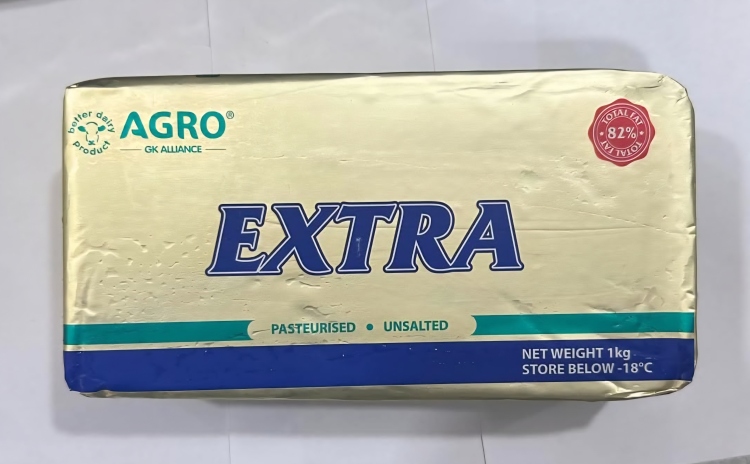 better dairy
product
AGRO®
GK ALLIANCE
TOTAL FAT
82%
TOTAL FAT
EXTRA
PASTEURISED • UNSALTED
NET WEIGHT 1kg
STORE BELOW -18°C